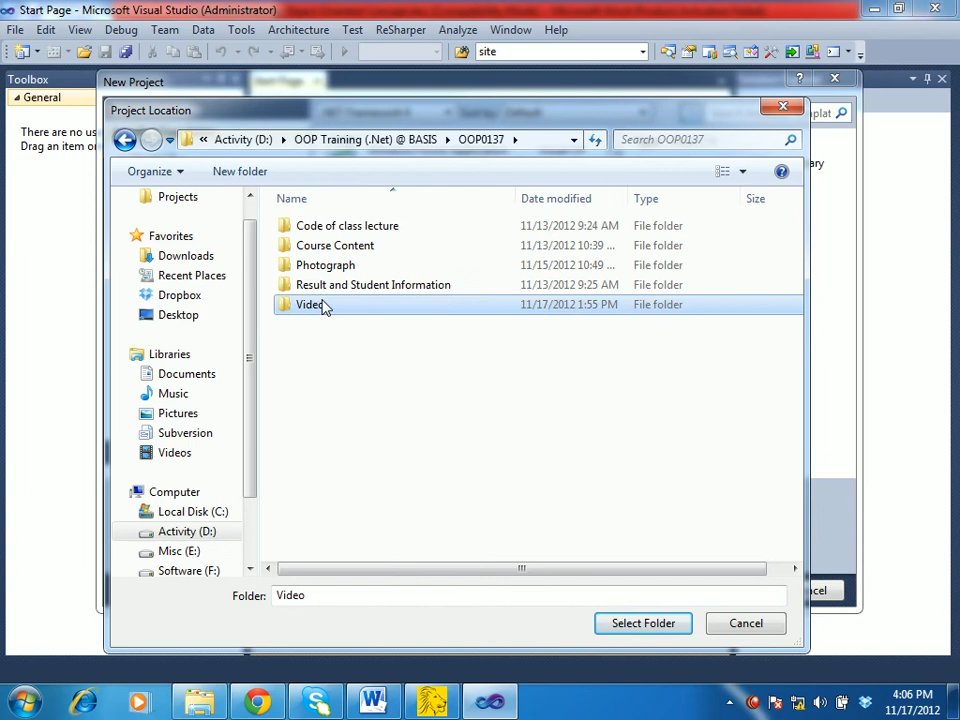 Start Page - Microsoft Visual Studio (Administrator)
File Edit View Debug Team Data Tools Architecture Test ReSharper Analyze Window Help
site
Toolbox
General
There are no us
Drag an item on
New Project
Project Location
« Activity (D:) OOP Training (.Net) @ BASIS OOP0137
Search OOP0137
Organize New folder
Name Date modified Type Size
Code of class lecture 11/13/2012 9:24 AM File folder
Course Content 11/13/2012 10:39 ... File folder
Photograph 11/15/2012 10:49 ... File folder
Result and Student Information 11/13/2012 9:25 AM File folder
Video 11/17/2012 1:55 PM File folder
Projects
Favorites
Downloads
Recent Places
Dropbox
Desktop
Libraries
Documents
Music
Pictures
Subversion
Videos
Computer
Local Disk (C:)
Activity (D:)
Misc (E:)
Software (F:)
Folder: Video
Select Folder Cancel
plat
ary
cel
4:06 PM
11/17/2012